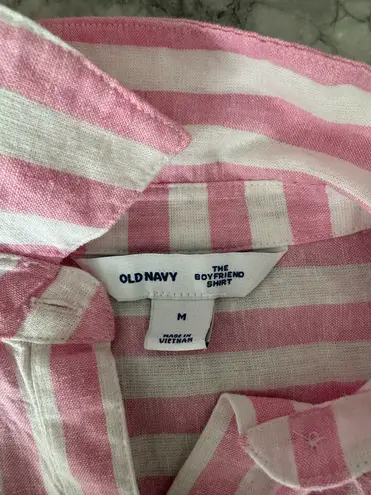 OLD NAVY
THE
BOYFRIEND
SHIRT
M
MADE IN
VIETNAM